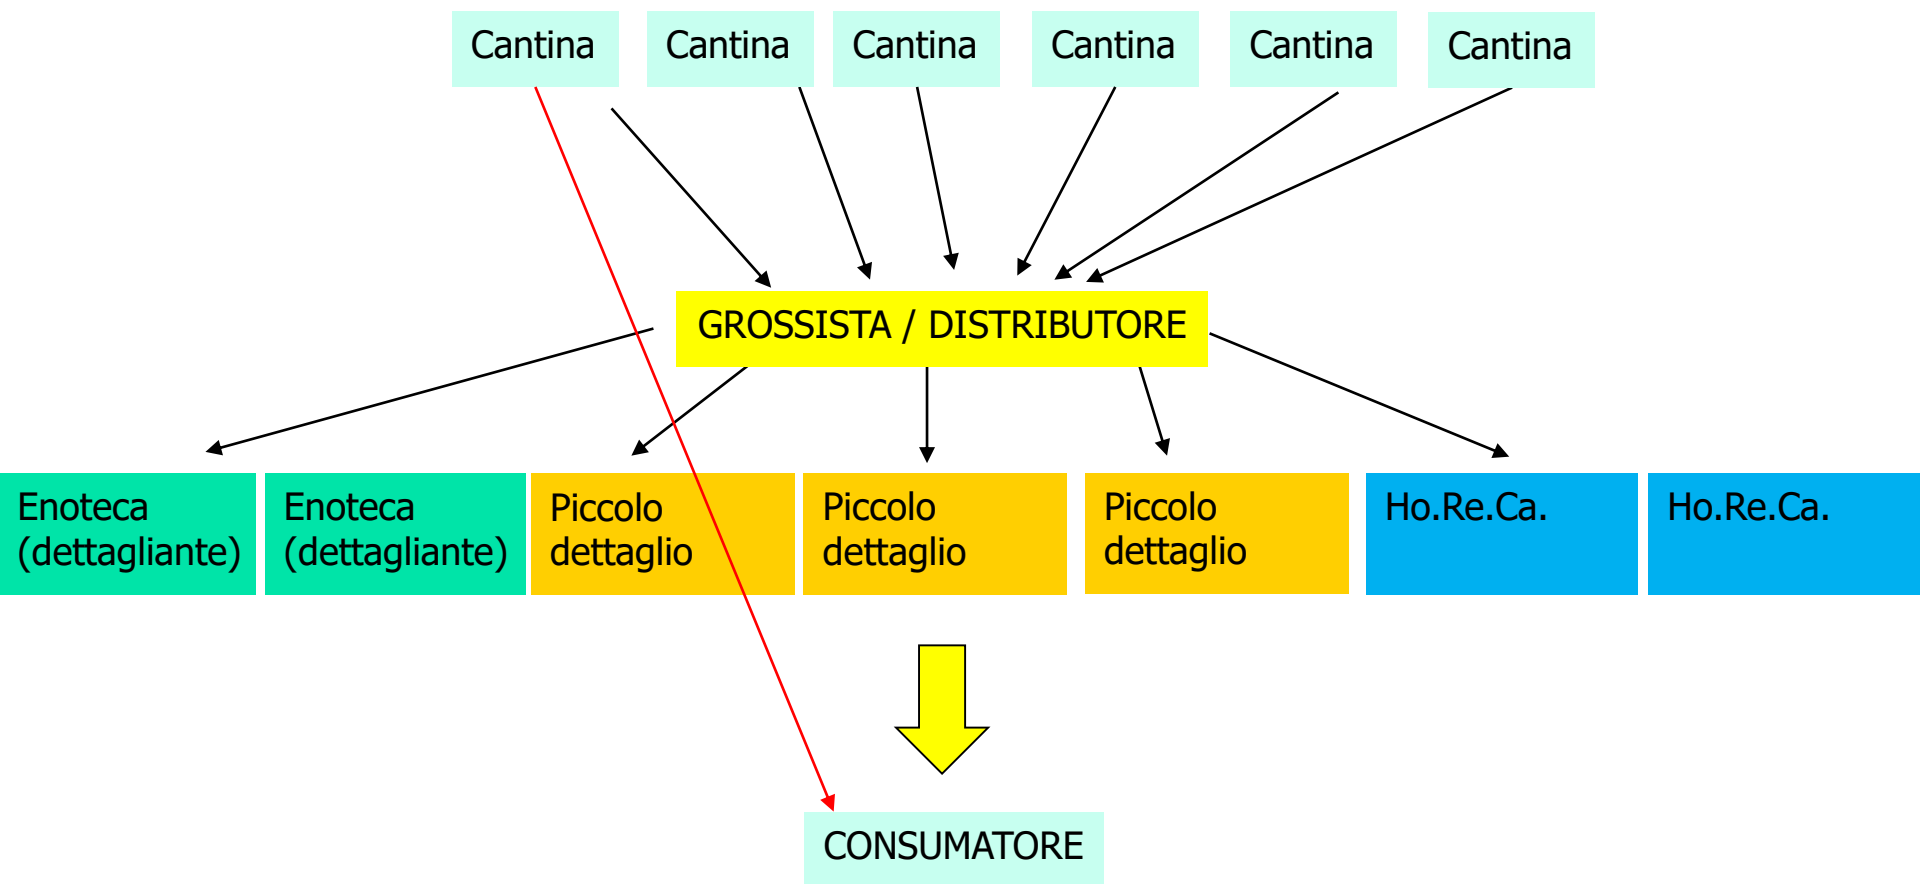 Cantina
Cantina
Cantina
Cantina
Cantina
Cantina
GROSSISTA / DISTRIBUTORE
Enoteca
(dettagliante)
Enoteca
(dettagliante)
Piccolo
dettaglio
Piccolo
dettaglio
Piccolo
dettaglio
Ho.Re.Ca.
Ho.Re.Ca.
CONSUMATORE